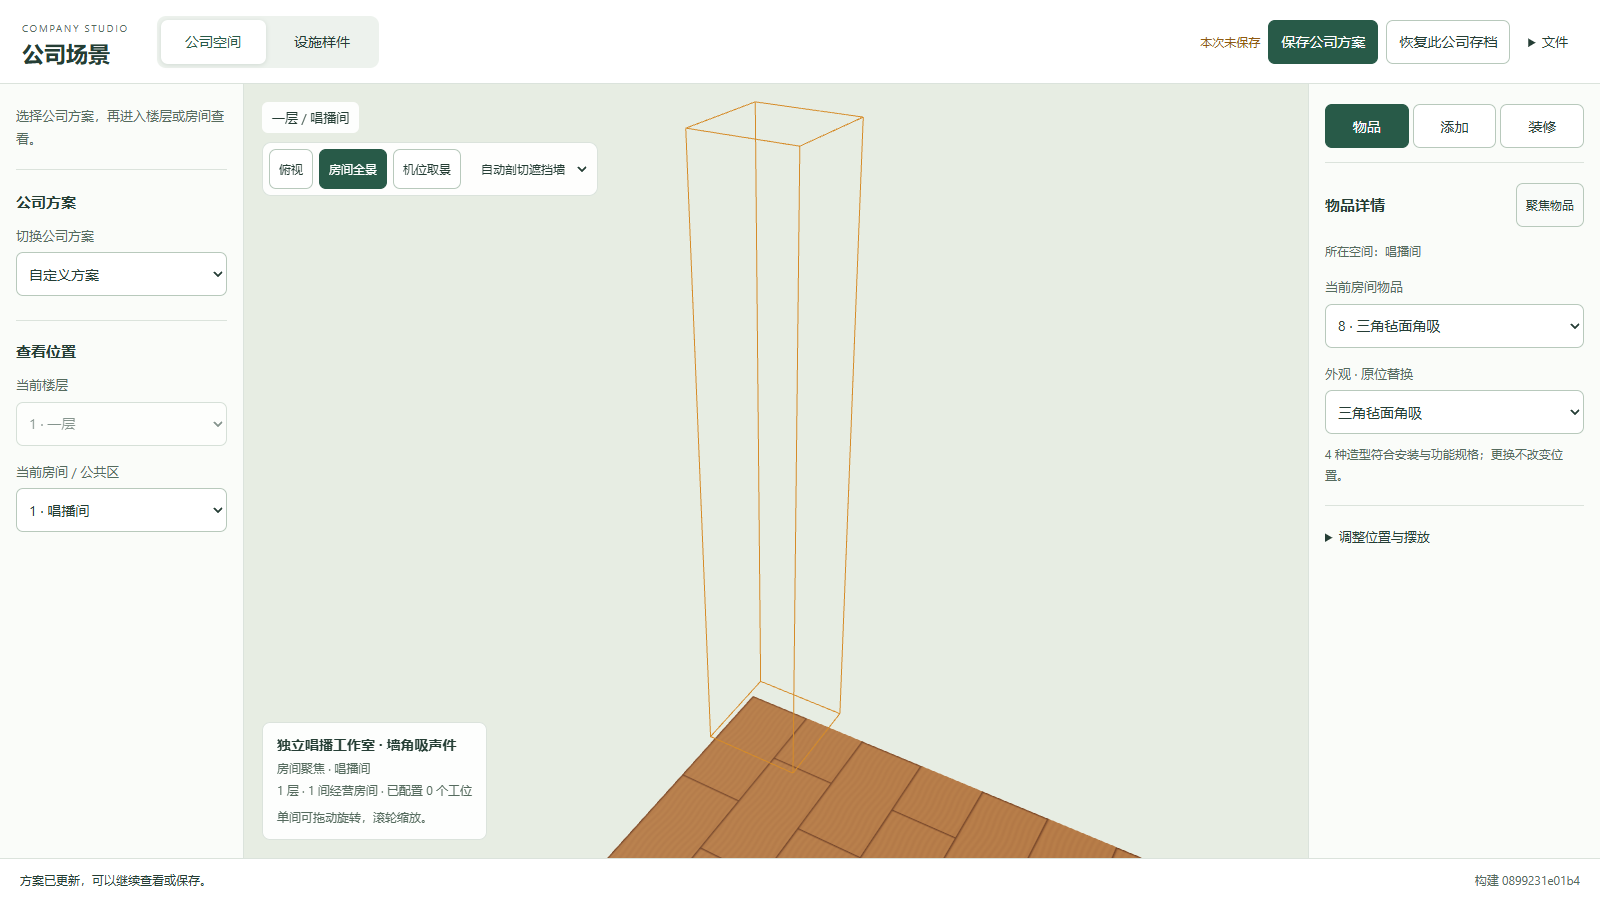 COMPANY STUDIO
公司场景
公司空间
设施样件
本次未保存
保存公司方案
恢复此公司存档
文件
选择公司方案，再进入楼层或房间查
看。
公司方案
切换公司方案
自定义方案
查看位置
当前楼层
1 · 一层
当前房间 / 公共区
1 · 唱播间
一层 / 唱播间
俯视
房间全景
机位取景
自动剖切遮挡墙
独立唱播工作室 · 墙角吸声件
房间聚焦 · 唱播间
1 层 · 1 间经营房间 · 已配置 0 个工位
单间可拖动旋转，滚轮缩放。
物品
添加
装修
物品详情
聚焦物品
所在空间：唱播间
当前房间物品
8 · 三角毡面角吸
外观 · 原位替换
三角毡面角吸
4 种造型符合安装与功能规格；更换不改变位
置。
调整位置与摆放
方案已更新，可以继续查看或保存。
构建 0899231e01b4